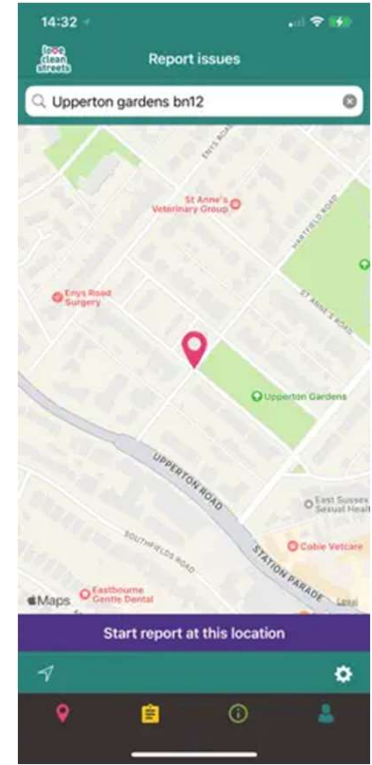 14:32
love
clean
streets
Report issues
Upperton gardens bn12
ENYS ROAD
St Anne's
Veterinary Group
HARTFIELD ROAD
Enys Road
Surgery
ST ANNE'S ROAD
Upperton Gardens
UPPERTON ROAD
East Sussex
Sexual Healt
SOUTHFIELDS ROAD
STATION PARADE
Cobie Vetcare
Eastbourne
Gentle Dental
Maps
Legal
Start report at this location